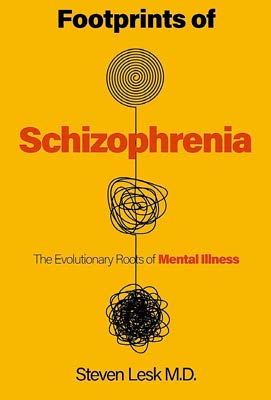 Footprints of
Schizophrenia
The Evolutionary Roots of Mental Illness
Steven Lesk M.D.